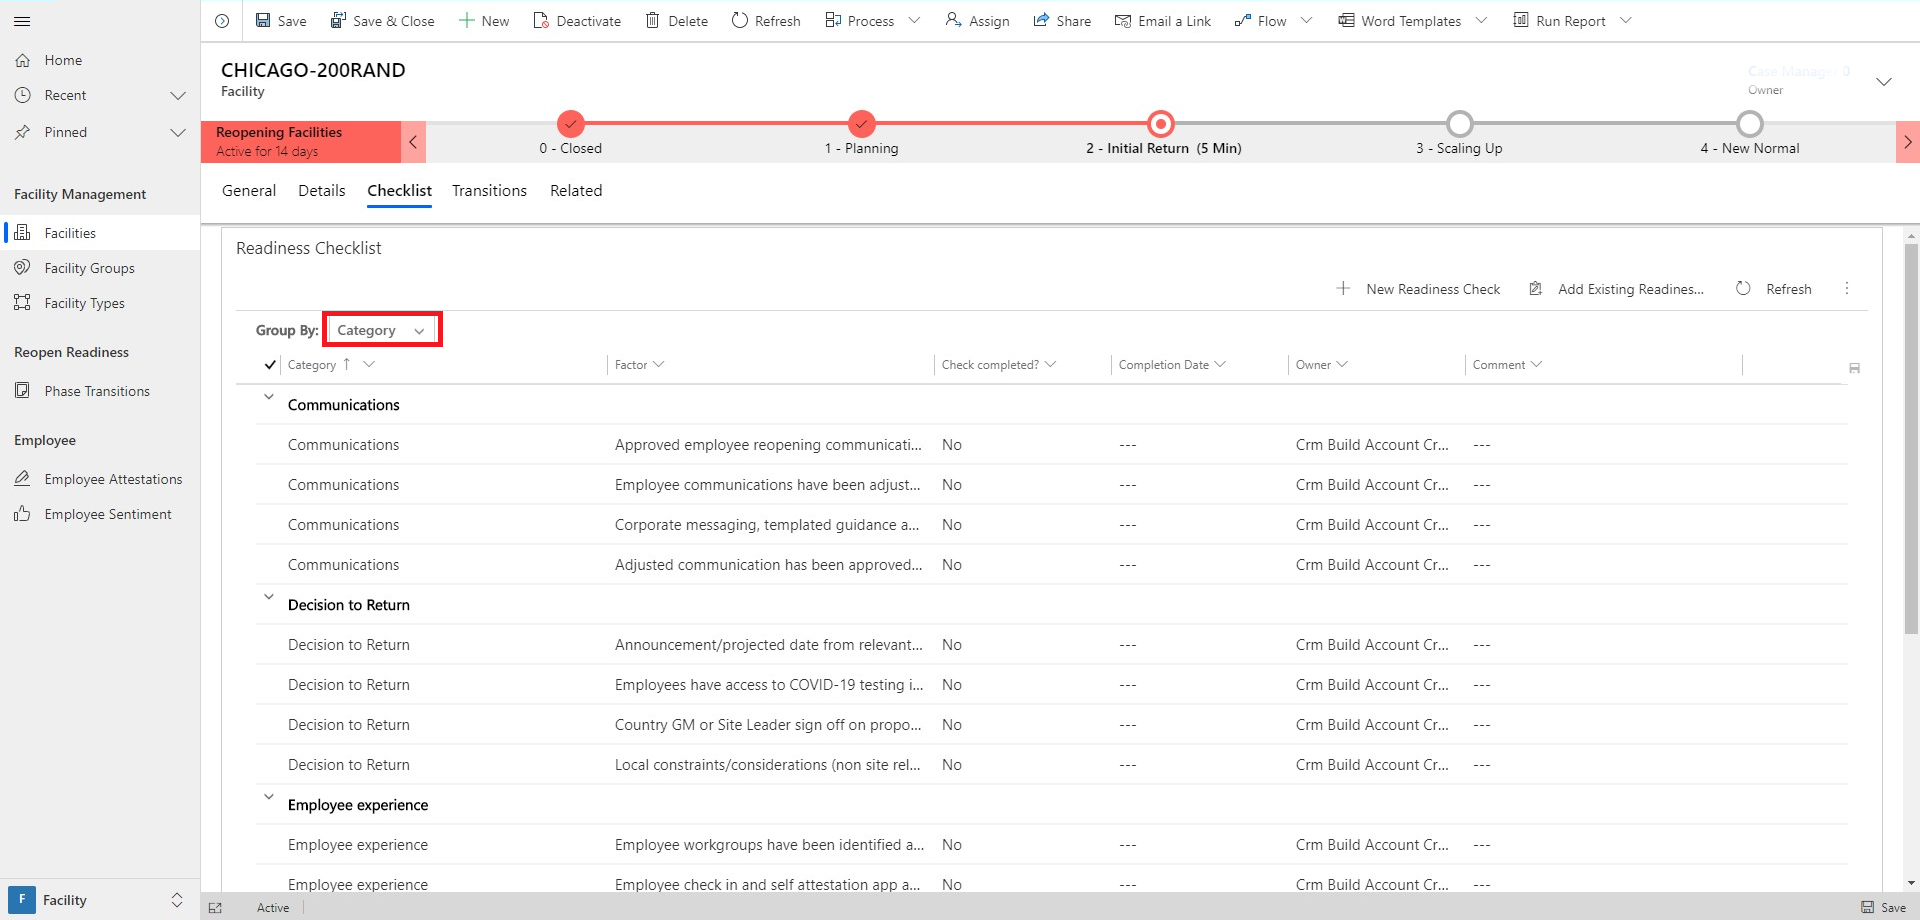 Save
Save & Close
New
Deactivate
Delete
Refresh
Process
Assign
Share
Email a Link
Flow
Word Templates
Run Report
Home
Recent
Pinned
Facility Management
Facilities
Facility Groups
Facility Types
Reopen Readiness
Phase Transitions
Employee
Employee Attestations
Employee Sentiment
F Facility
CHICAGO-200RAND
Facility
Case Manager 0
Owner
Reopening Facilities
Active for 14 days
0 - Closed
1 - Planning
2 - Initial Return (5 Min)
3 - Scaling Up
4 - New Normal
General Details Checklist Transitions Related
Readiness Checklist
New Readiness Check
Add Existing Readines...
Refresh
Group By: Category
Category Factor Check completed? Completion Date Owner Comment
Communications
Communications Approved employee reopening communicati... No --- Crm Build Account Cr... ---
Communications Employee communications have been adjust... No --- Crm Build Account Cr... ---
Communications Corporate messaging, templated guidance a... No --- Crm Build Account Cr... ---
Communications Adjusted communication has been approved... No --- Crm Build Account Cr... ---
Decision to Return
Decision to Return Announcement/projected date from relevant... No --- Crm Build Account Cr... ---
Decision to Return Employees have access to COVID-19 testing i... No --- Crm Build Account Cr... ---
Decision to Return Country GM or Site Leader sign off on propo... No --- Crm Build Account Cr... ---
Decision to Return Local constraints/considerations (non site rel... No --- Crm Build Account Cr... ---
Employee experience
Employee experience Employee workgroups have been identified a... No --- Crm Build Account Cr... ---
Employee experience Employee check in and self attestation app a... No --- Crm Build Account Cr... ---
Active
Save